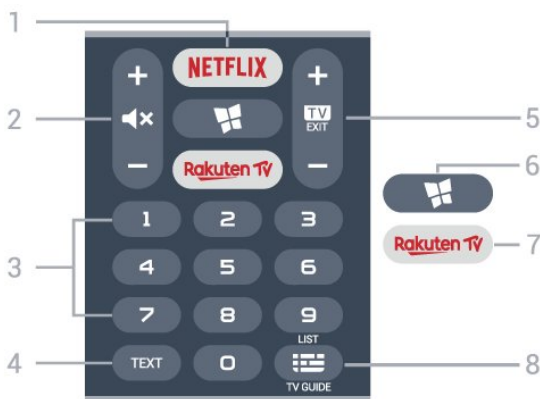 1
NETFLIX
+ +
2
TV
EXIT
5
- -
6
Rakuten TV
1 2 3
Rakuten TV 7
3
4 5 6
7 8 9
LIST
4 TEXT 0
8
TV GUIDE